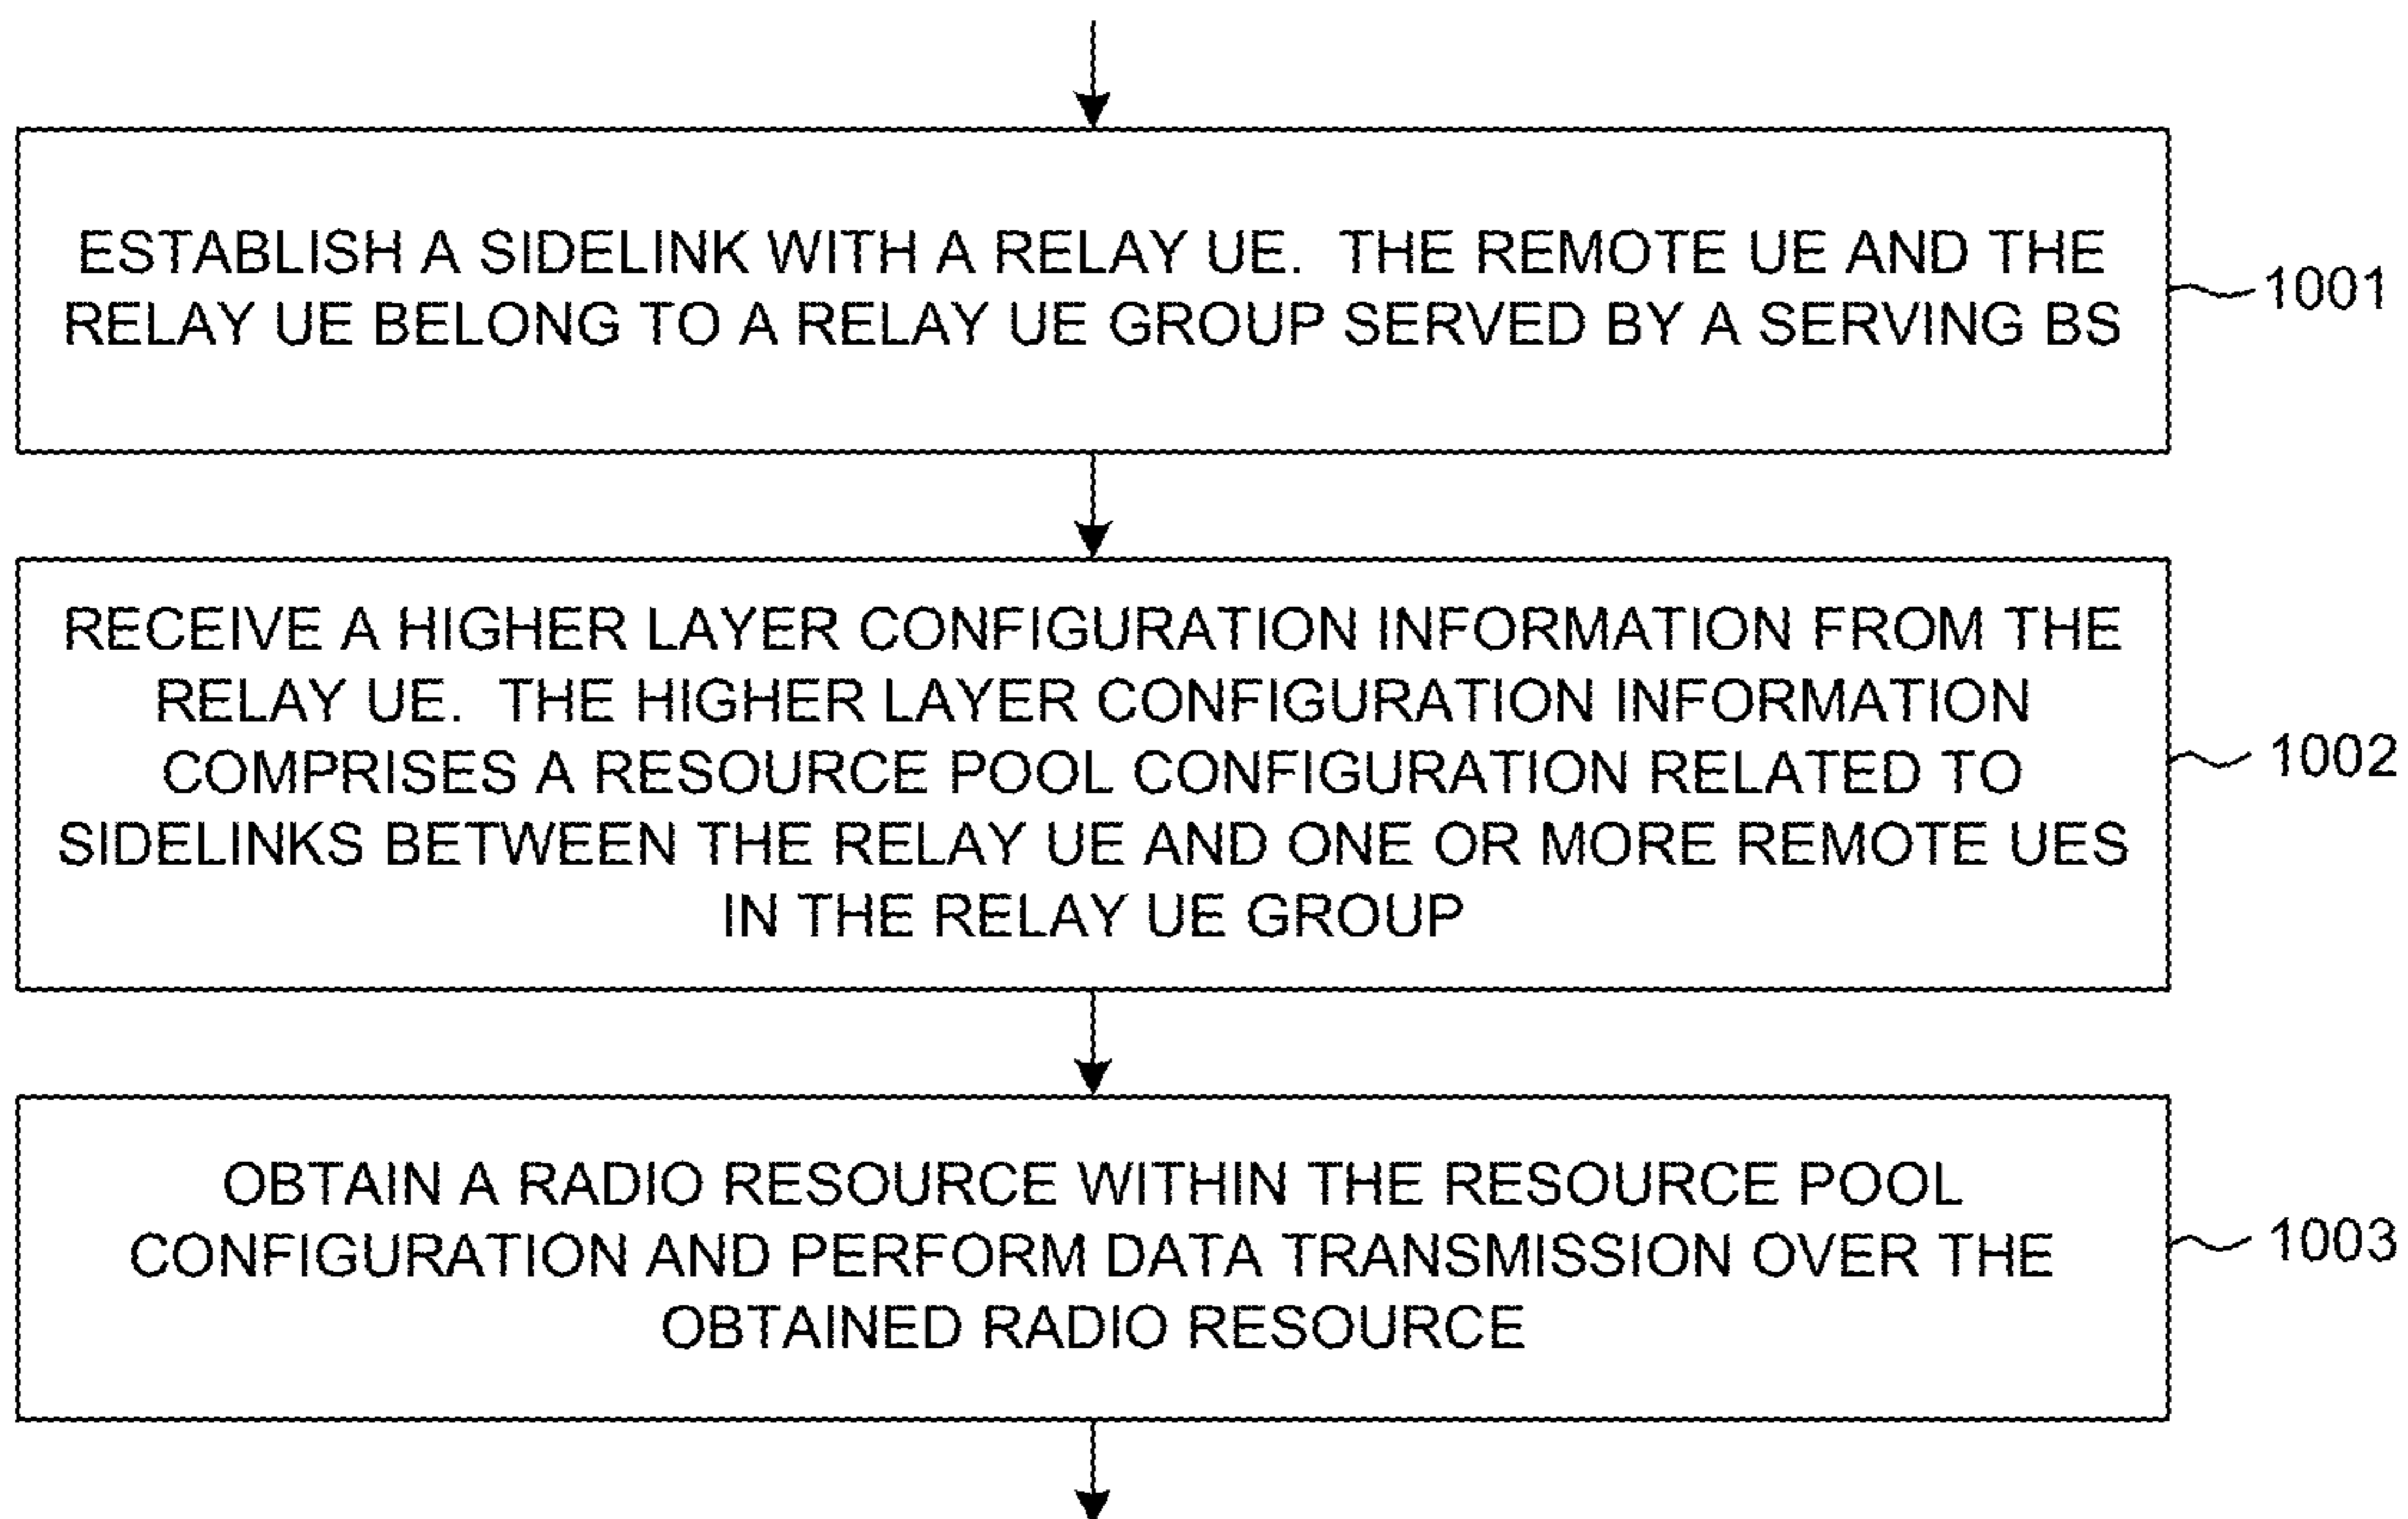 ESTABLISH A SIDELINK WITH A RELAY UE. THE REMOTE UE AND THE
RELAY UE BELONG TO A RELAY UE GROUP SERVED BY A SERVING BS
1001
RECEIVE A HIGHER LAYER CONFIGURATION INFORMATION FROM THE
RELAY UE. THE HIGHER LAYER CONFIGURATION INFORMATION
COMPRISES A RESOURCE POOL CONFIGURATION RELATED TO
SIDELINKS BETWEEN THE RELAY UE AND ONE OR MORE REMOTE UES
IN THE RELAY UE GROUP
1002
OBTAIN A RADIO RESOURCE WITHIN THE RESOURCE POOL
CONFIGURATION AND PERFORM DATA TRANSMISSION OVER THE
OBTAINED RADIO RESOURCE
1003